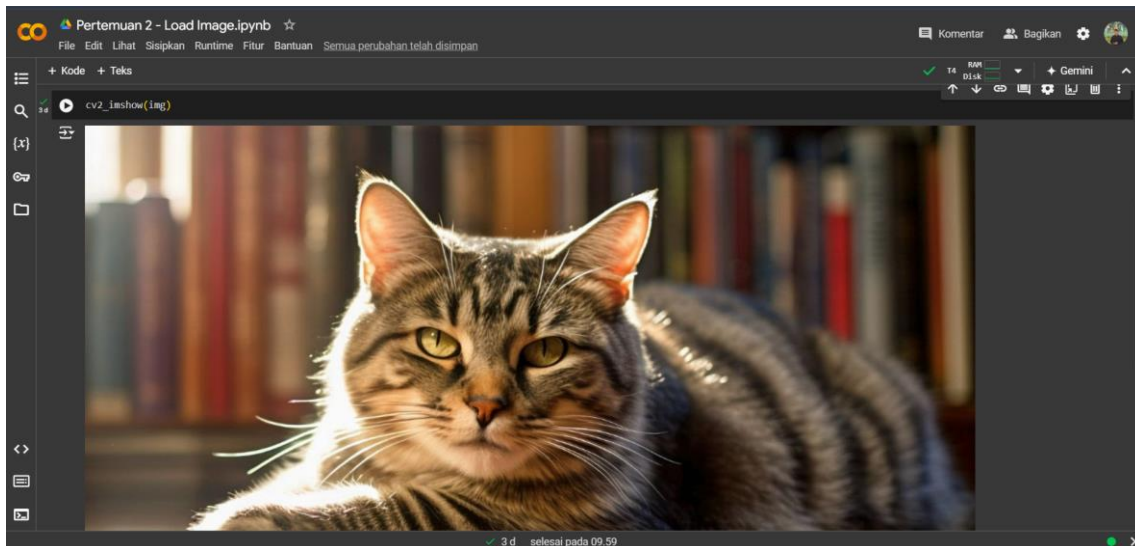 Pertemuan 2 - Load Image.ipynb
Komentar Bagikan
File Edit Lihat Sisipkan Runtime Fitur Bantuan Semua perubahan telah disimpan
+ Kode + Teks
T4 RAM Disk Gemini
{x}
3 d
cv2_imshow(img)
3 d selesai pada 09.59